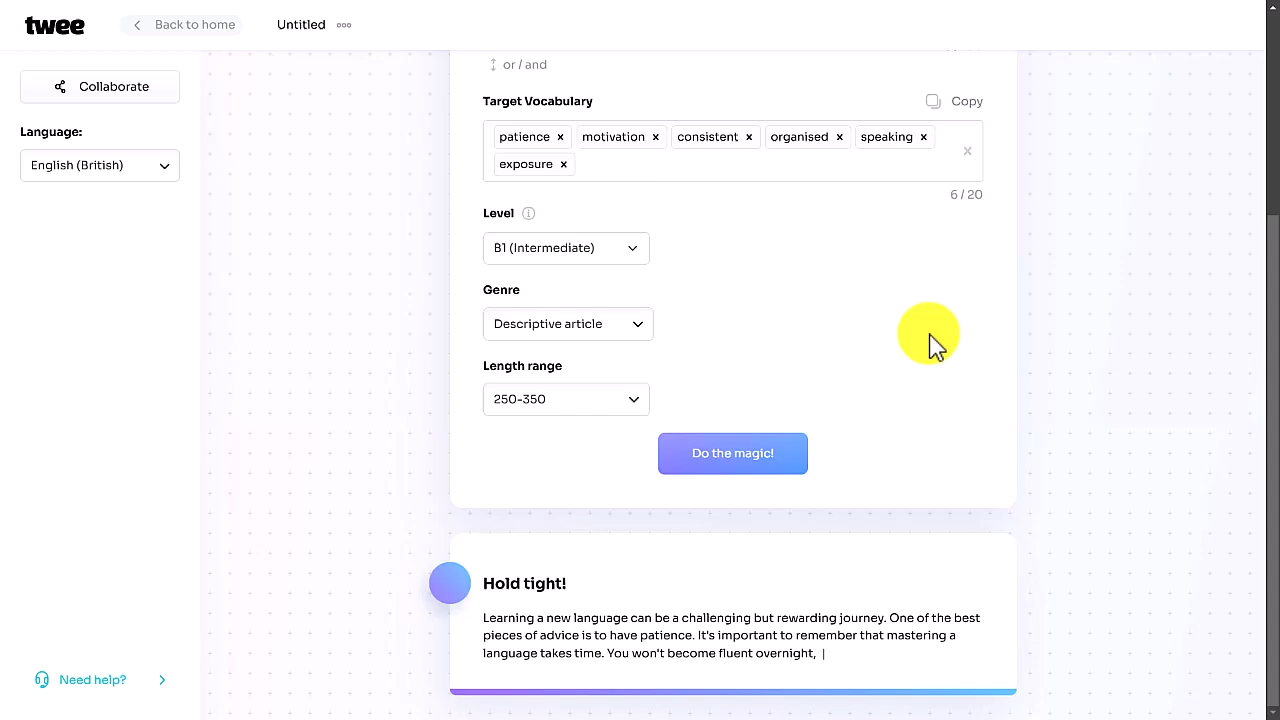 twee
Back to home
Untitled
Collaborate
Language:
English (British)
or / and
Target Vocabulary
Copy
patience × motivation × consistent × organised × speaking ×
exposure ×
x
6 / 20
Level
B1 (Intermediate)
Genre
Descriptive article
Length range
250-350
Do the magic!
Hold tight!
Learning a new language can be a challenging but rewarding journey. One of the best
pieces of advice is to have patience. It's important to remember that mastering a
language takes time. You won't become fluent overnight, |
Need help?